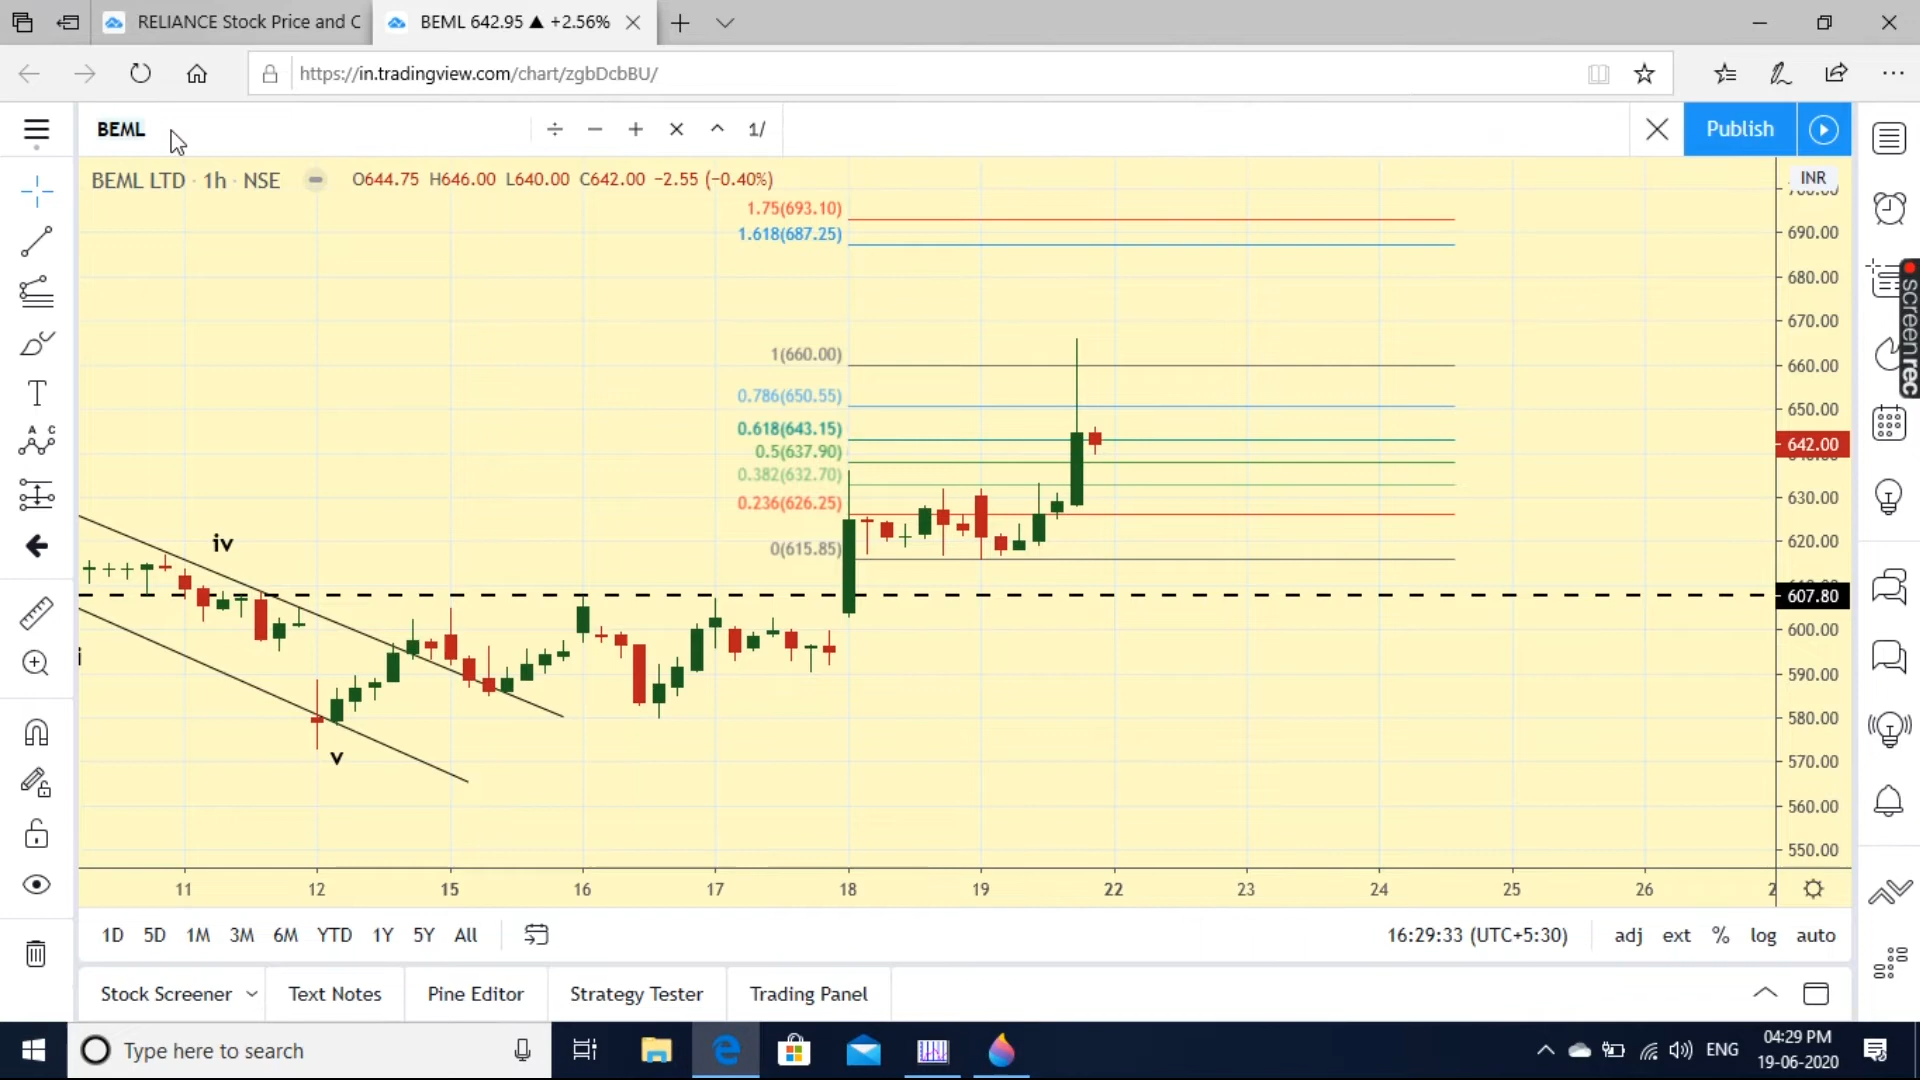 RELIANCE Stock Price and C
BEML 642.95 ▲ +2.56%
https://in.tradingview.com/chart/zgbDcbBU/
BEML
÷ − + × ^ 1/
Publish
BEML LTD · 1h · NSE O644.75 H646.00 L640.00 C642.00 −2.55 (−0.40%)
INR
1.75(693.10)
1.618(687.25)
1(660.00)
0.786(650.55)
0.618(643.15)
0.5(637.90)
0.382(632.70)
0.236(626.25)
0(615.85)
iv
v
690.00
680.00
670.00
660.00
650.00
642.00
630.00
620.00
607.80
600.00
590.00
580.00
570.00
560.00
550.00
screenrec
A C
11 12 15 16 17 18 19 22 23 24 25 26 2
1D 5D 1M 3M 6M YTD 1Y 5Y All
16:29:33 (UTC+5:30) adj ext % log auto
Stock Screener Text Notes Pine Editor Strategy Tester Trading Panel
Type here to search
ENG
04:29 PM
19-06-2020